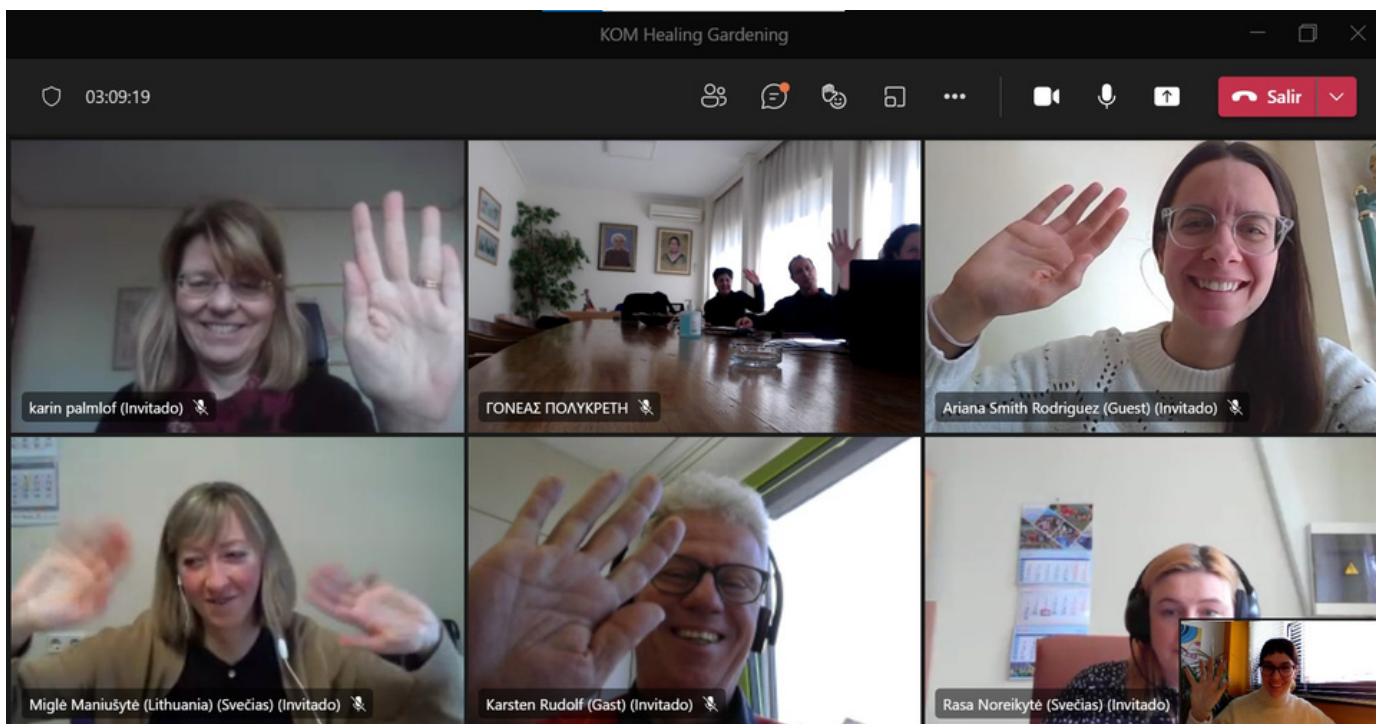 KOM Healing Gardening
03:09:19
Salir
karin palmlof (Invitado)
ΓΟΝΕΑΣ ΠΟΛΥΚΡΕΤΗ
Ariana Smith Rodriguez (Guest) (Invitado)
Miglė Maniušytė (Lithuania) (Svečias) (Invitado)
Karsten Rudolf (Gast) (Invitado)
Rasa Noreikytė (Svečias) (Invitado)